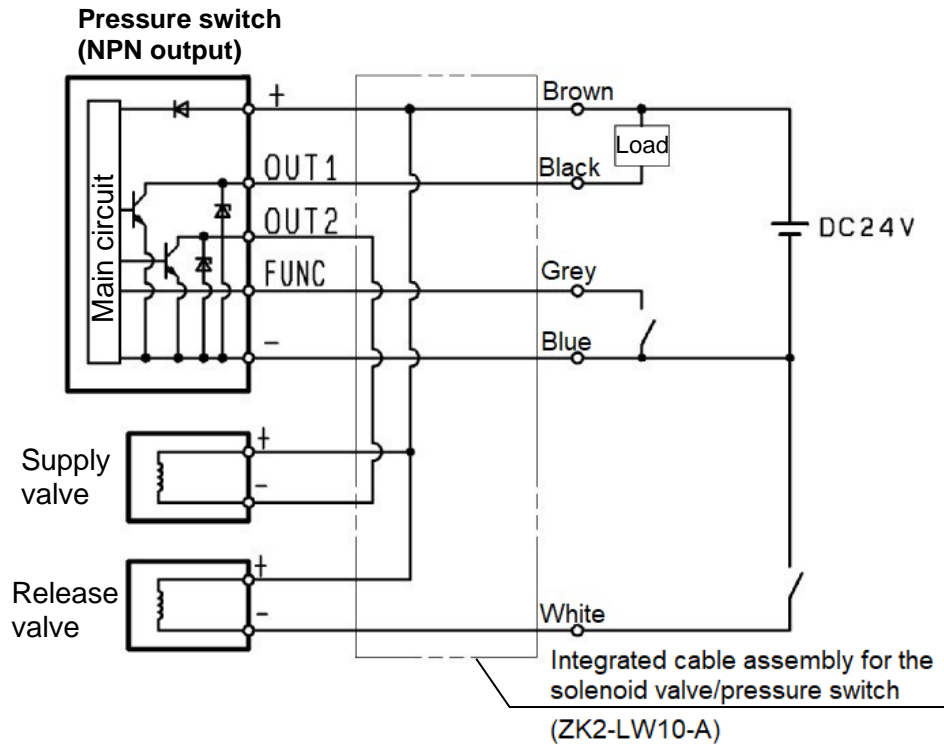 Pressure switch
(NPN output)
+
Brown
Load
OUT1
Black
OUT2
DC24V
Main circuit
FUNC
Grey
-
Blue
Supply
valve
+
-
Release
valve
+
-
White
Integrated cable assembly for the
solenoid valve/pressure switch
(ZK2-LW10-A)